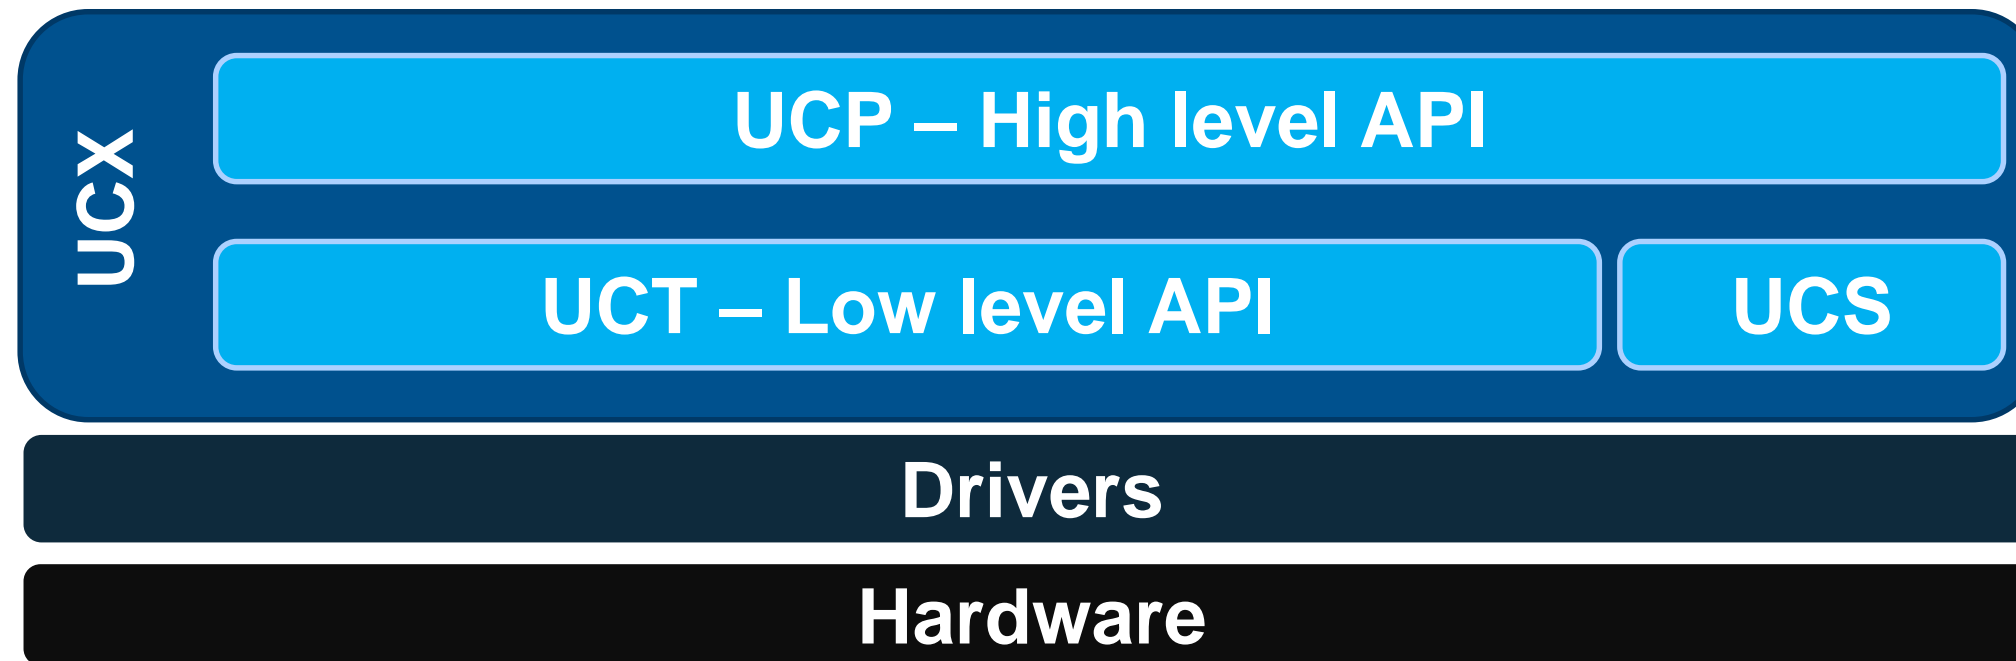 UCX
UCP – High level API
UCT – Low level API
UCS
Drivers
Hardware